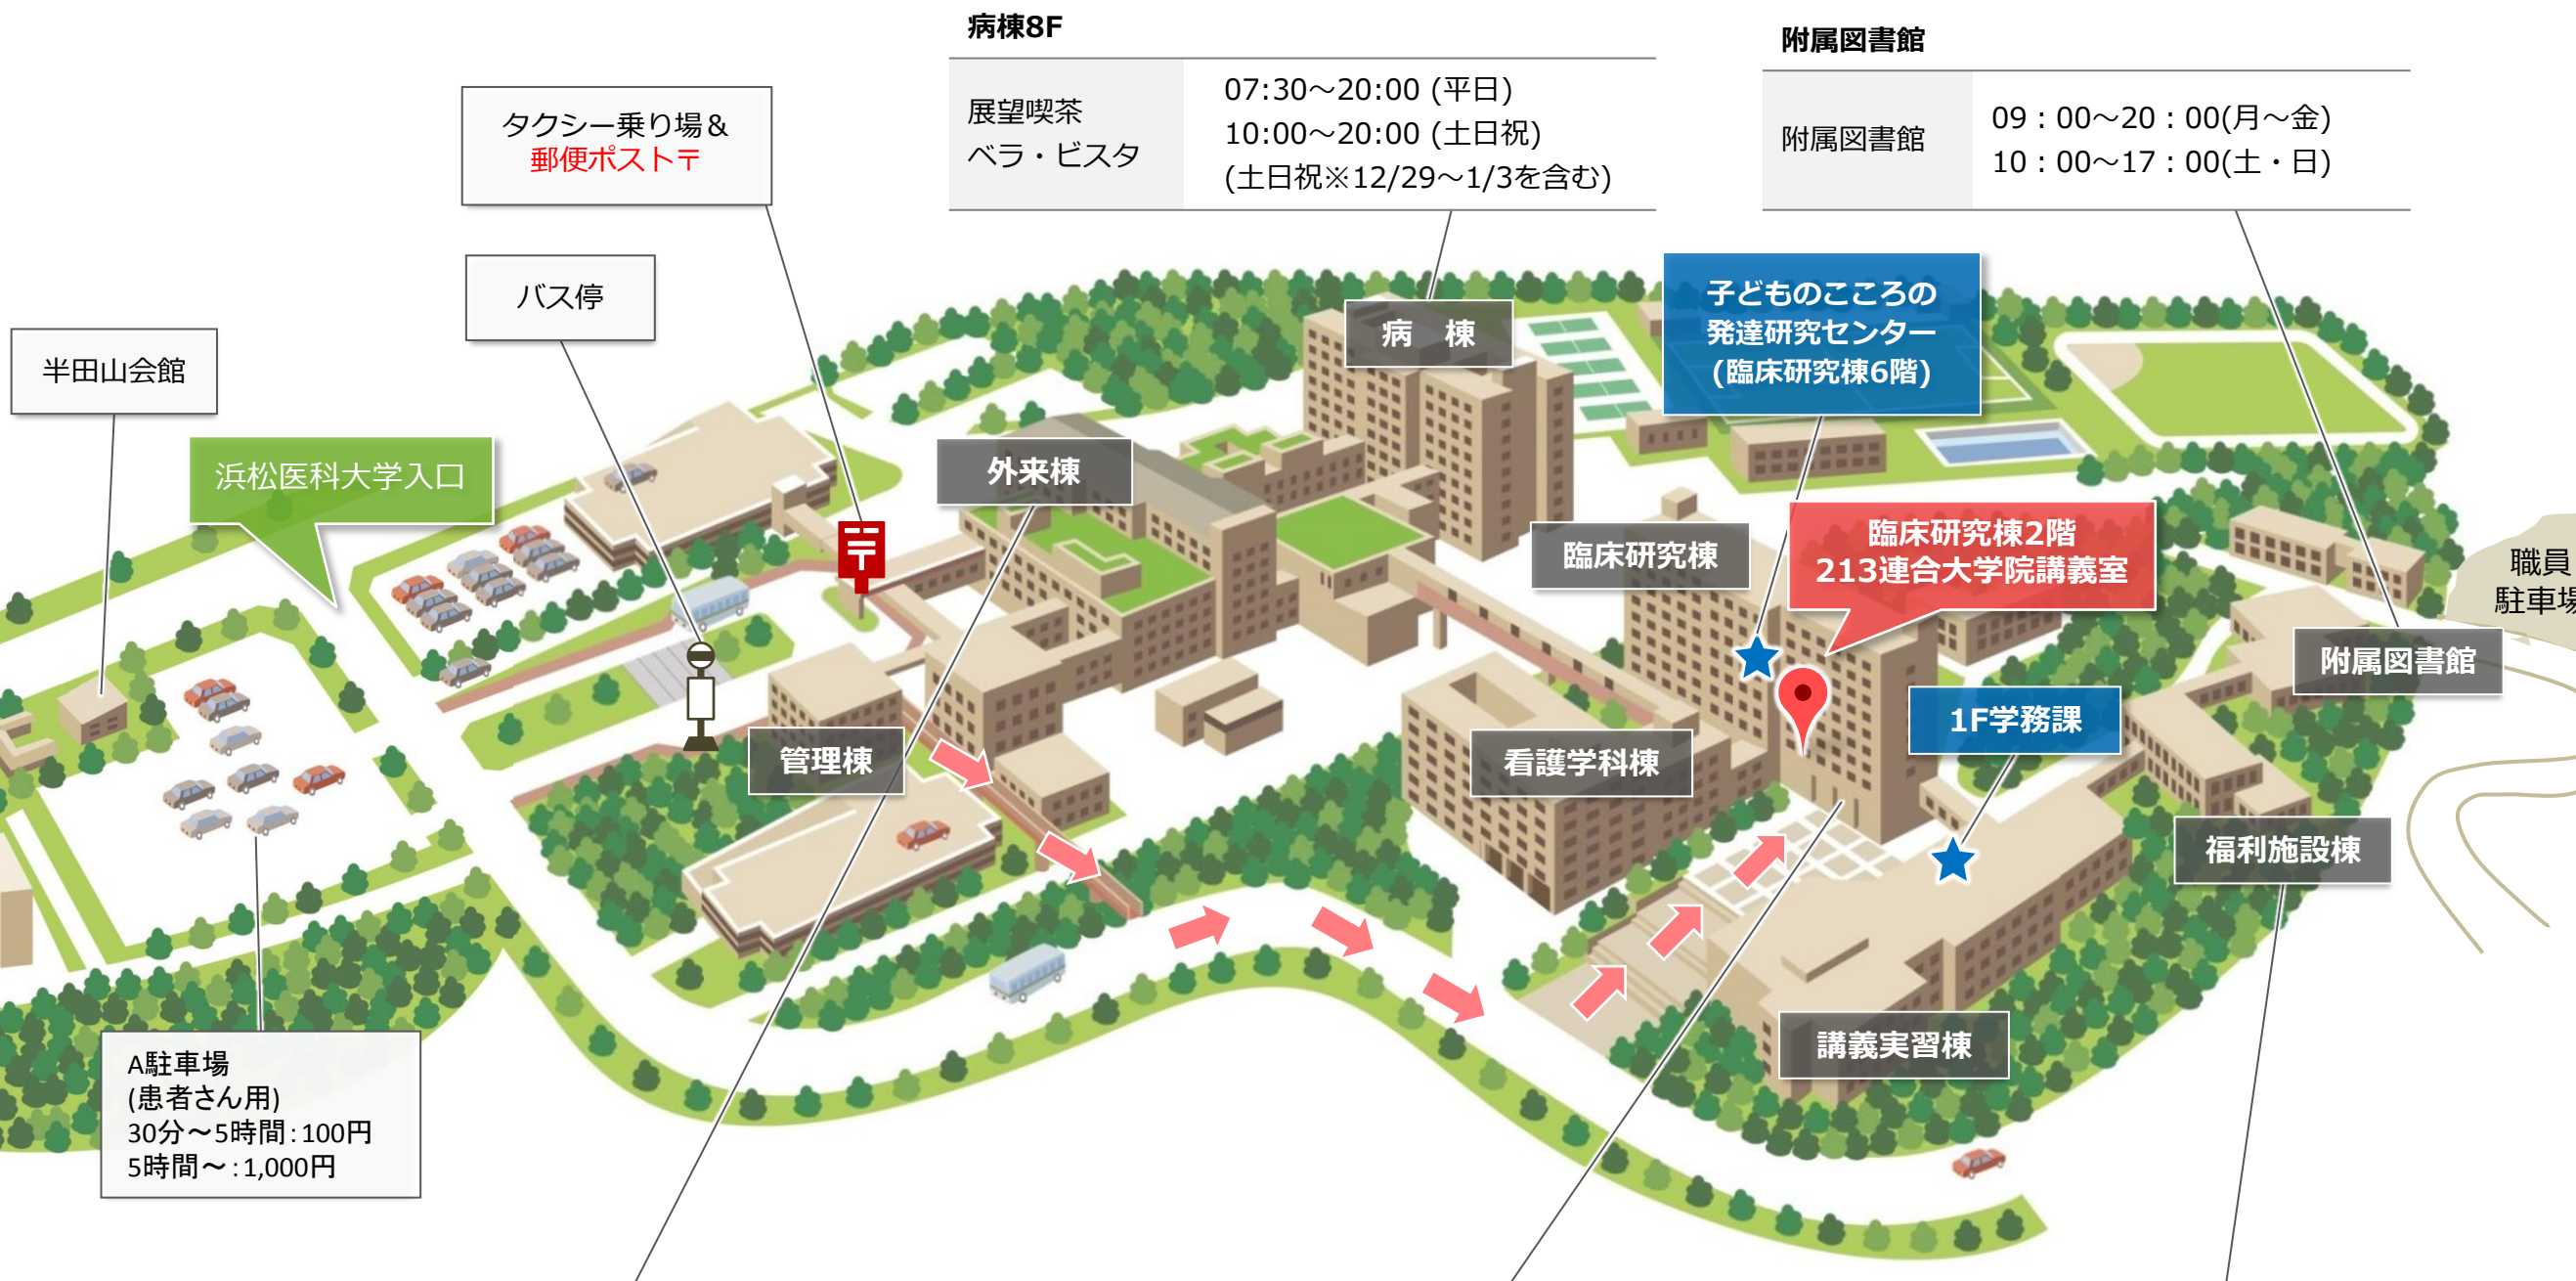 病棟8F
展望喫茶
ベラ・ビスタ
07:30～20:00 (平日)
10:00～20:00 (土日祝)
(土日祝※12/29～1/3を含む)
附属図書館
附属図書館
09：00～20：00(月～金)
10：00～17：00(土・日)
タクシー乗り場＆
郵便ポスト〒
バス停
半田山会館
浜松医科大学入口
病　棟
子どものこころの
発達研究センター
(臨床研究棟6階)
外来棟
〒
臨床研究棟
臨床研究棟2階
213連合大学院講義室
職員
駐車場
附属図書館
1F学務課
管理棟
看護学科棟
福利施設棟
講義実習棟
A駐車場
(患者さん用)
30分～5時間：100円
5時間～：1,000円